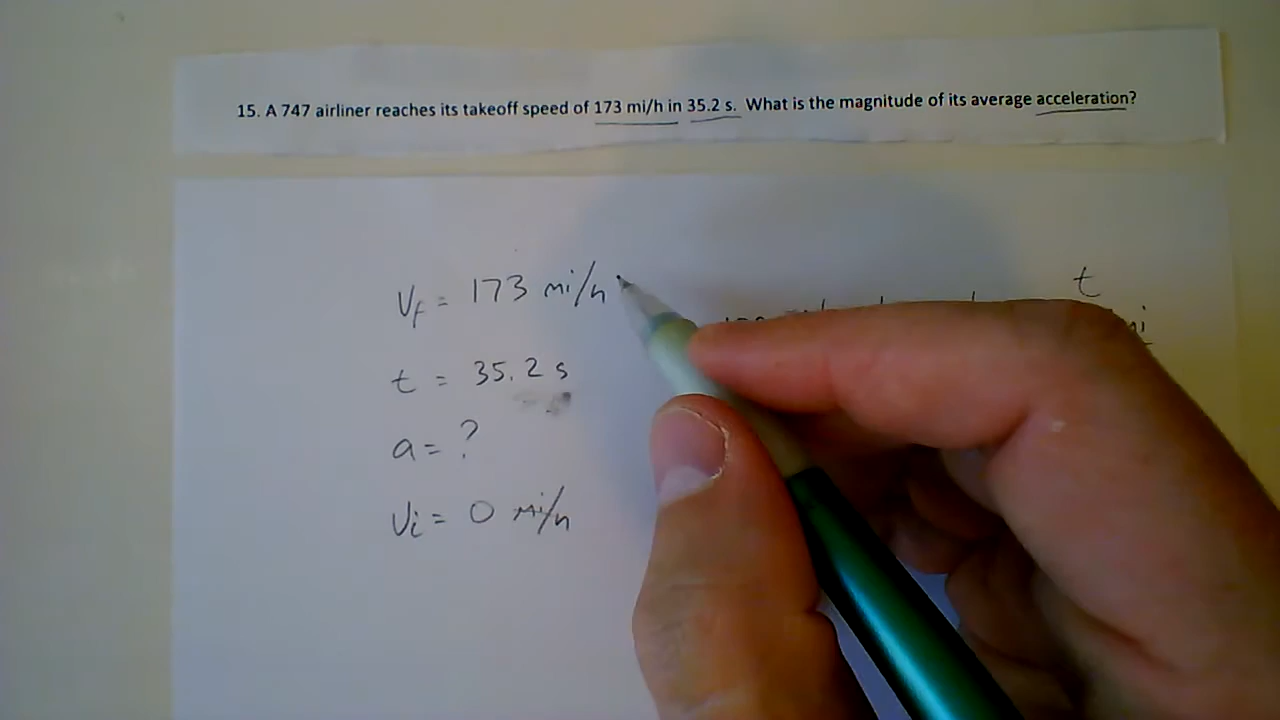 15. A 747 airliner reaches its takeoff speed of 173 mi/h in 35.2 s. What is the magnitude of its average acceleration?
t
Vf = 173 mi/h
t = 35.2 s
a = ?
Vi = 0 mi/h